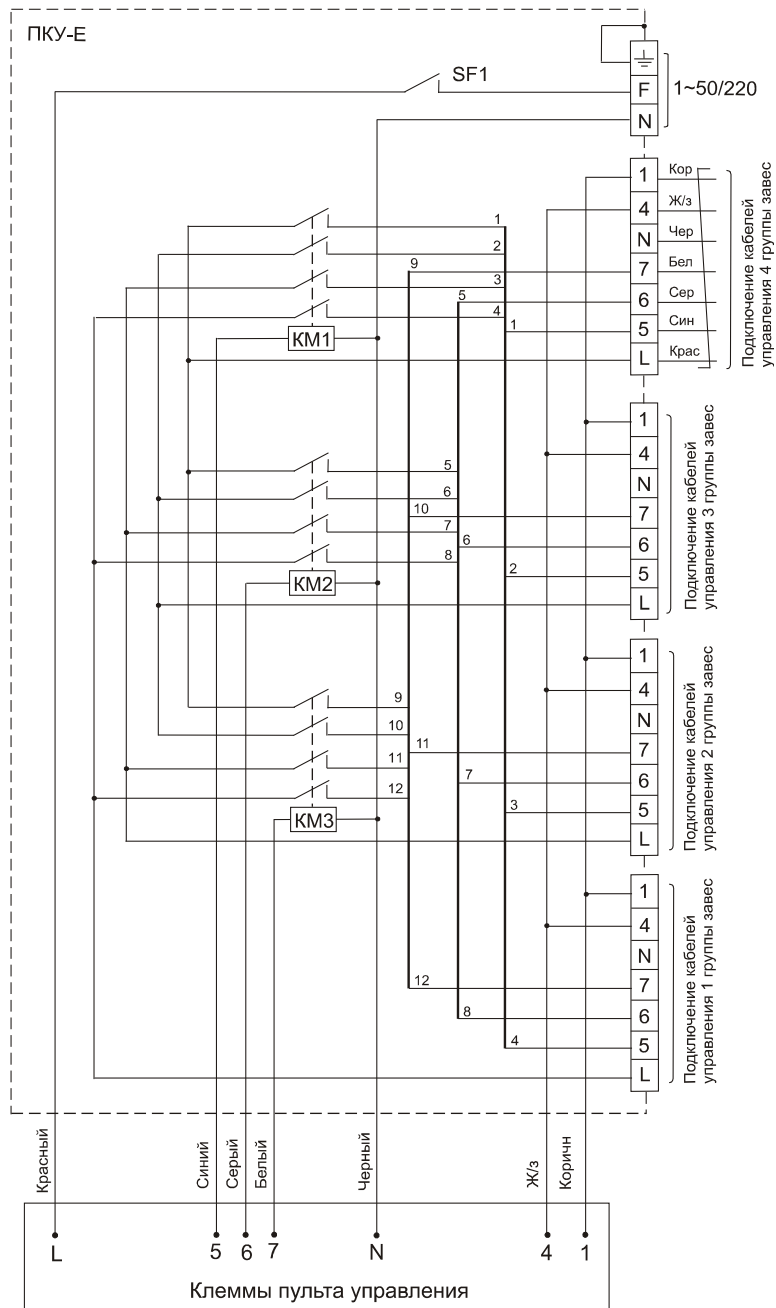 ПКУ-Е
SF1
F
N
1~50/220
1
4
N
7
6
5
L
Кор
Ж/з
Чер
Бел
Сер
Син
Крас
Подключение кабелей
управления 4 группы завес
1
2
9
3
5
4
1
КМ1
1
4
N
7
6
5
L
Подключение кабелей
управления 3 группы завес
5
6
10
7
6
8
2
КМ2
1
4
N
7
6
5
L
Подключение кабелей
управления 2 группы завес
9
10
11
11
7
12
3
КМ3
1
4
N
7
6
5
L
Подключение кабелей
управления 1 группы завес
12
8
4
Красный
Синий
Серый
Белый
Черный
Ж/з
Коричн
L
5
6
7
N
4
1
Клеммы пульта управления